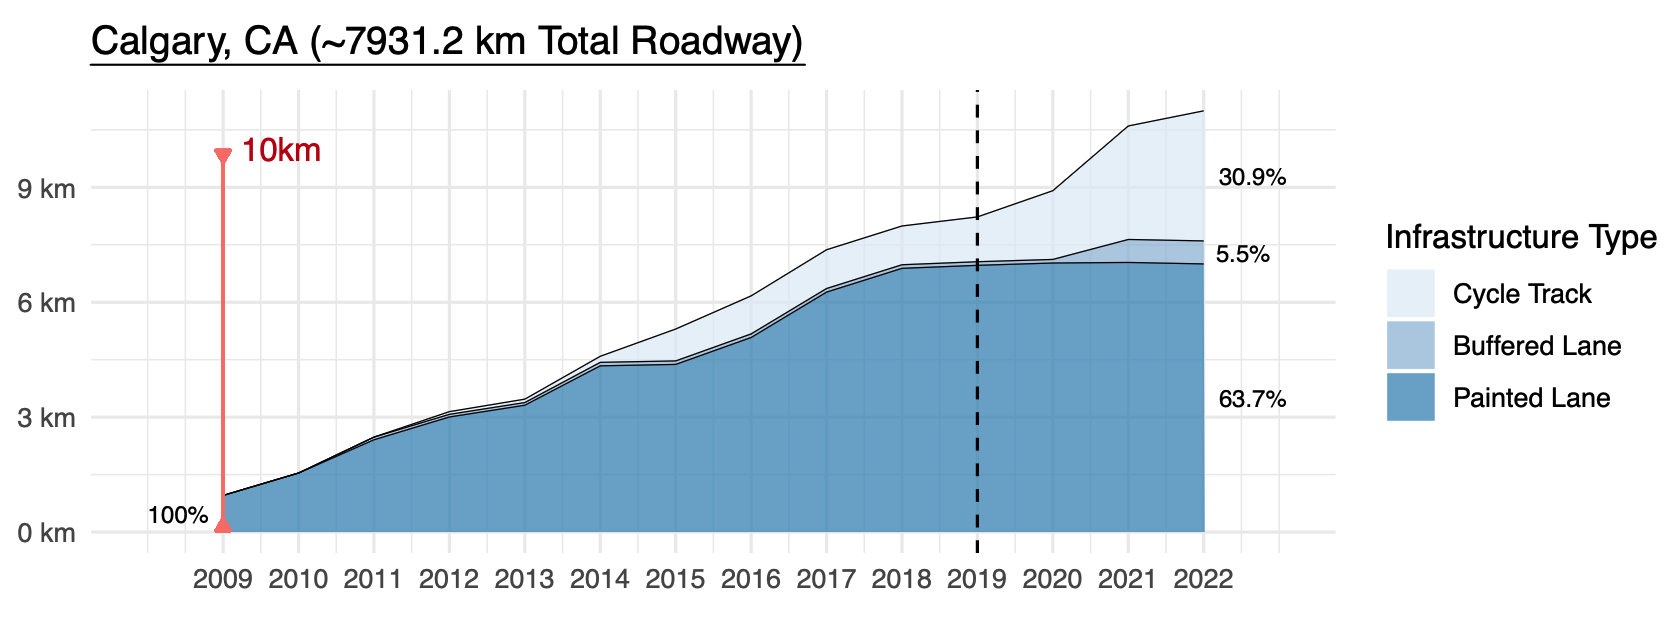 Calgary, CA (~7931.2 km Total Roadway)
10km
9 km
6 km
3 km
0 km
100%
30.9%
5.5%
63.7%
2009 2010 2011 2012 2013 2014 2015 2016 2017 2018 2019 2020 2021 2022
Infrastructure Type
Cycle Track
Buffered Lane
Painted Lane